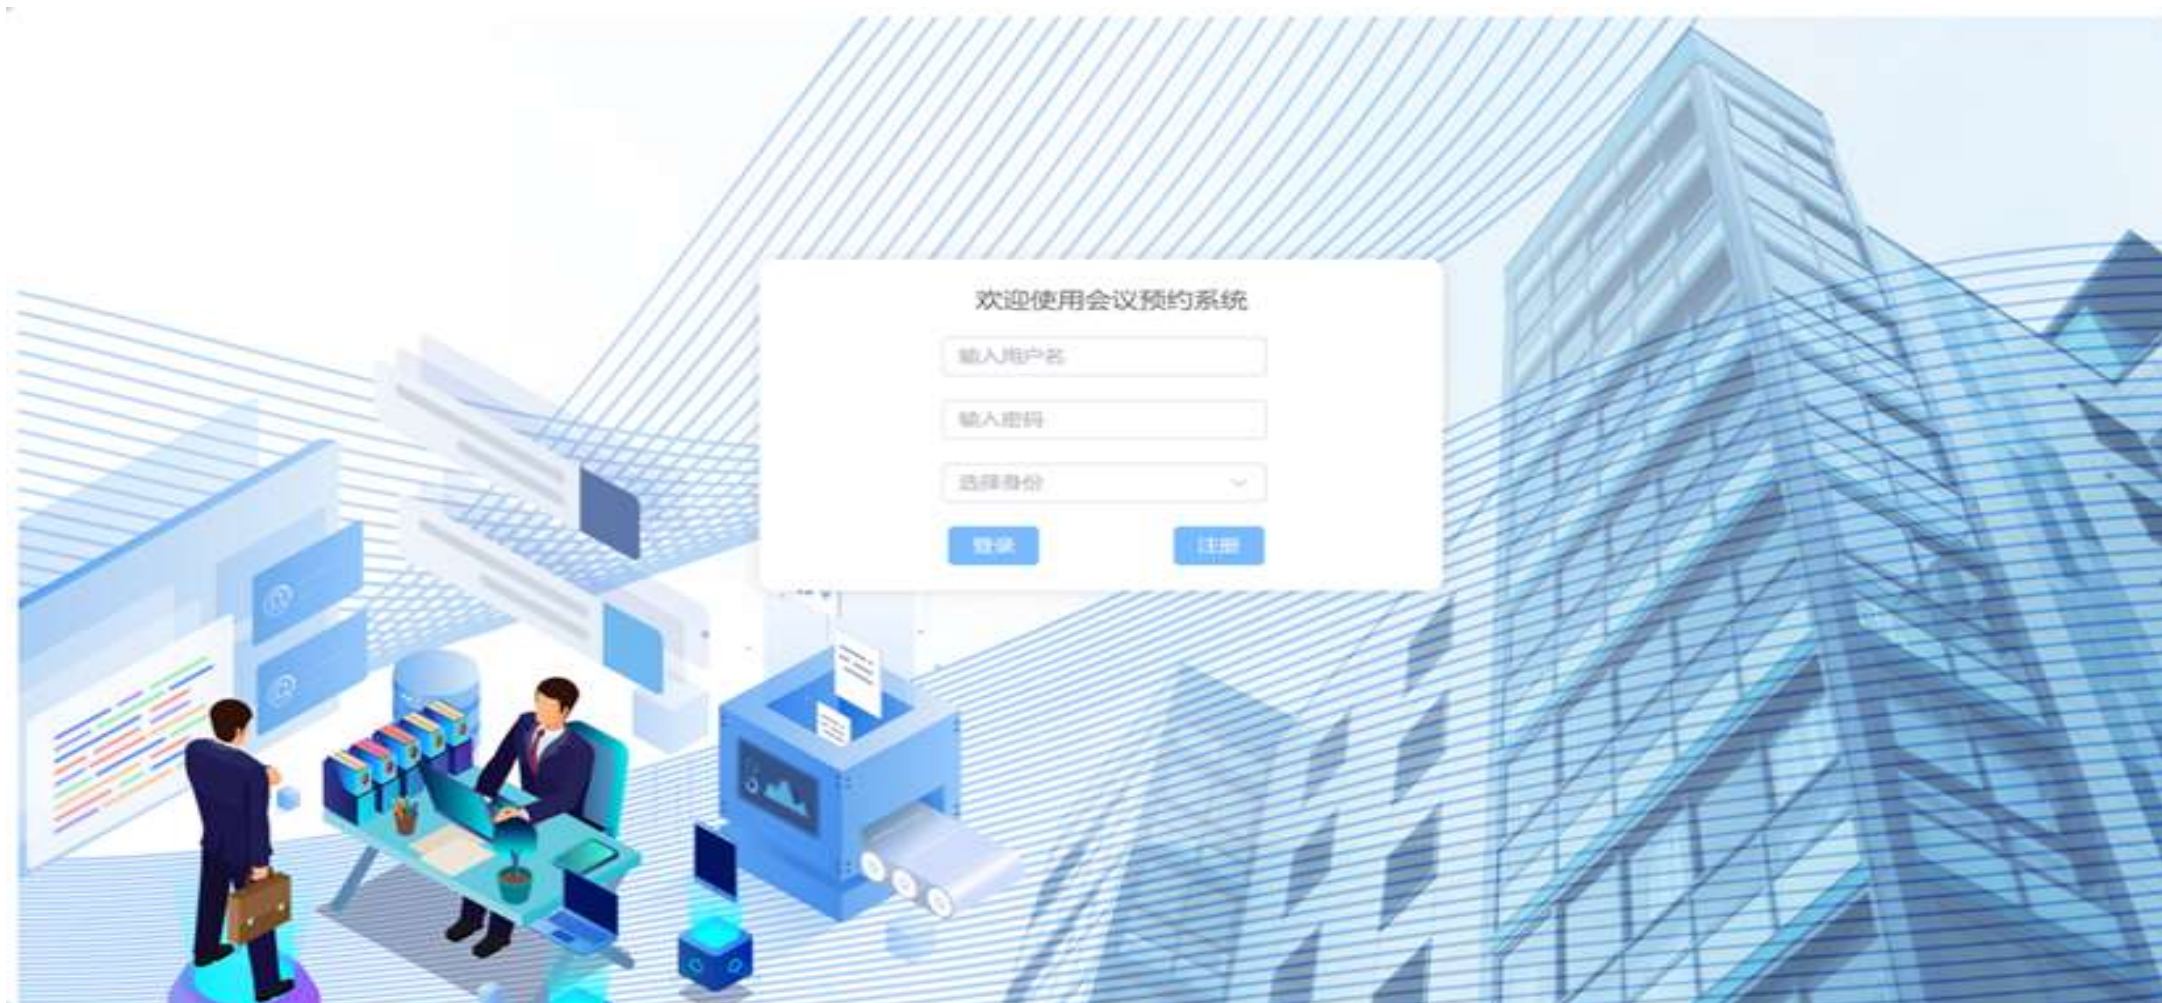 欢迎使用会议预约系统
输入用户名
输入密码
选择身份
登录
注册